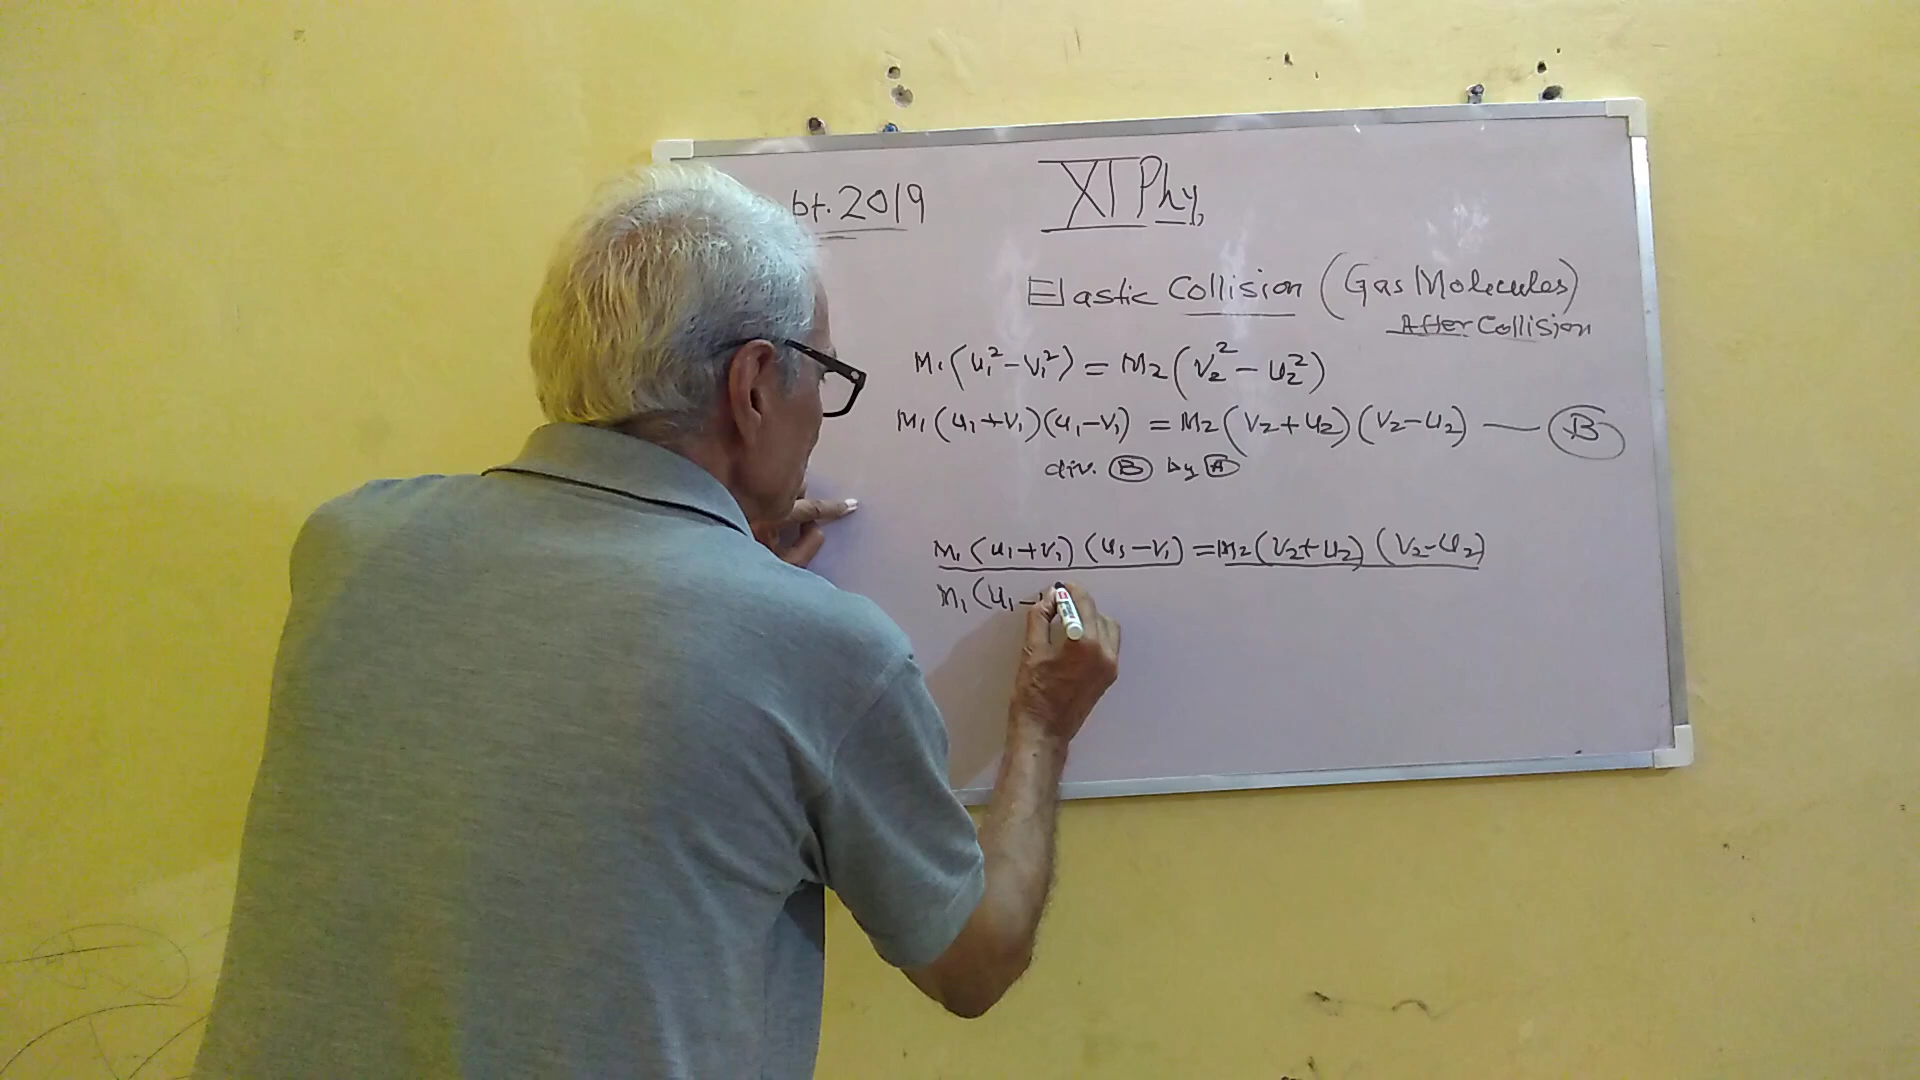 bt. 2019
XI Phy,
Elastic Collision (Gas Molecules)
After Collision
M₁(u₁²-v₁²) = M₂(v₂²-u₂²)
M₁(u₁+v₁)(u₁-v₁) = M₂(v₂+u₂)(v₂-u₂) — B
div. B by A
M₁(u₁+v₁)(u₁-v₁) = M₂(v₂+u₂)(v₂-u₂)
M₁(u₁-